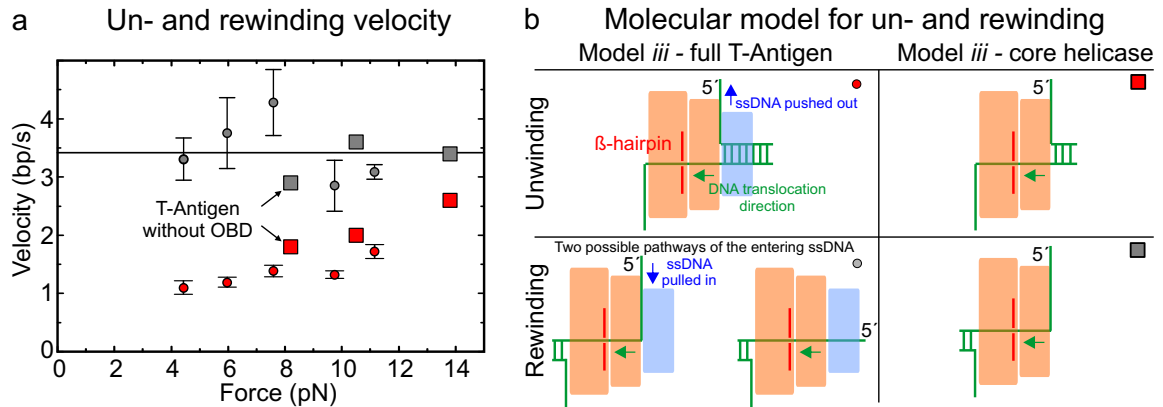 a Un- and rewinding velocity
Velocity (bp/s)
5
4
3
2
1
0
T-Antigen
without OBD
0 2 4 6 8 10 12 14
Force (pN)
b Molecular model for un- and rewinding
Model iii - full T-Antigen
Model iii - core helicase
Unwinding
5´
ssDNA pushed out
ß-hairpin
DNA translocation
direction
5´
Rewinding
Two possible pathways of the entering ssDNA
5´
ssDNA
pulled in
5´
5´